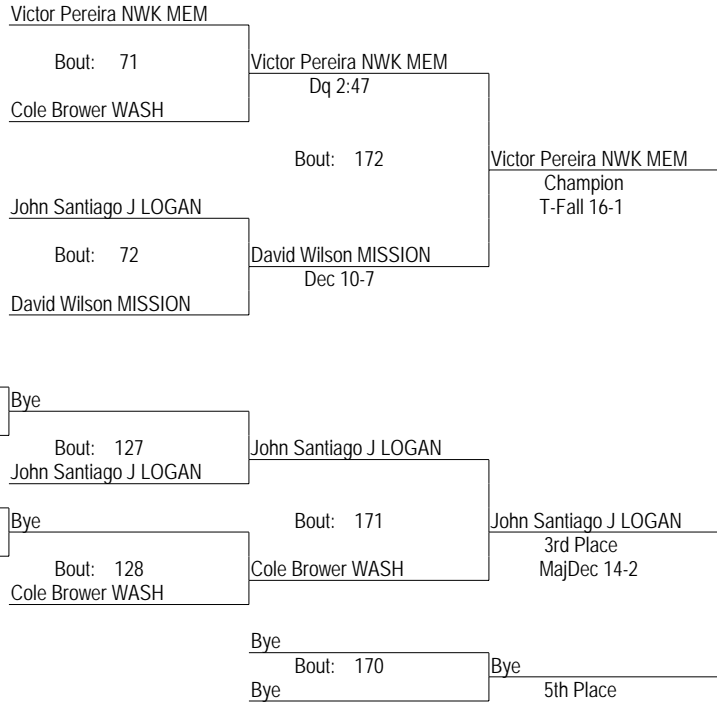 Victor Pereira NWK MEM
Bout: 71
Victor Pereira NWK MEM
Dq 2:47
Cole Brower WASH
Bout: 172
Victor Pereira NWK MEM
Champion
T-Fall 16-1
John Santiago J LOGAN
Bout: 72
David Wilson MISSION
Dec 10-7
David Wilson MISSION
Bye
Bout: 127
John Santiago J LOGAN
John Santiago J LOGAN
Bye
Bout: 171
John Santiago J LOGAN
3rd Place
MajDec 14-2
Bout: 128
Cole Brower WASH
Cole Brower WASH
Bye
Bout: 170
Bye
Bye
5th Place